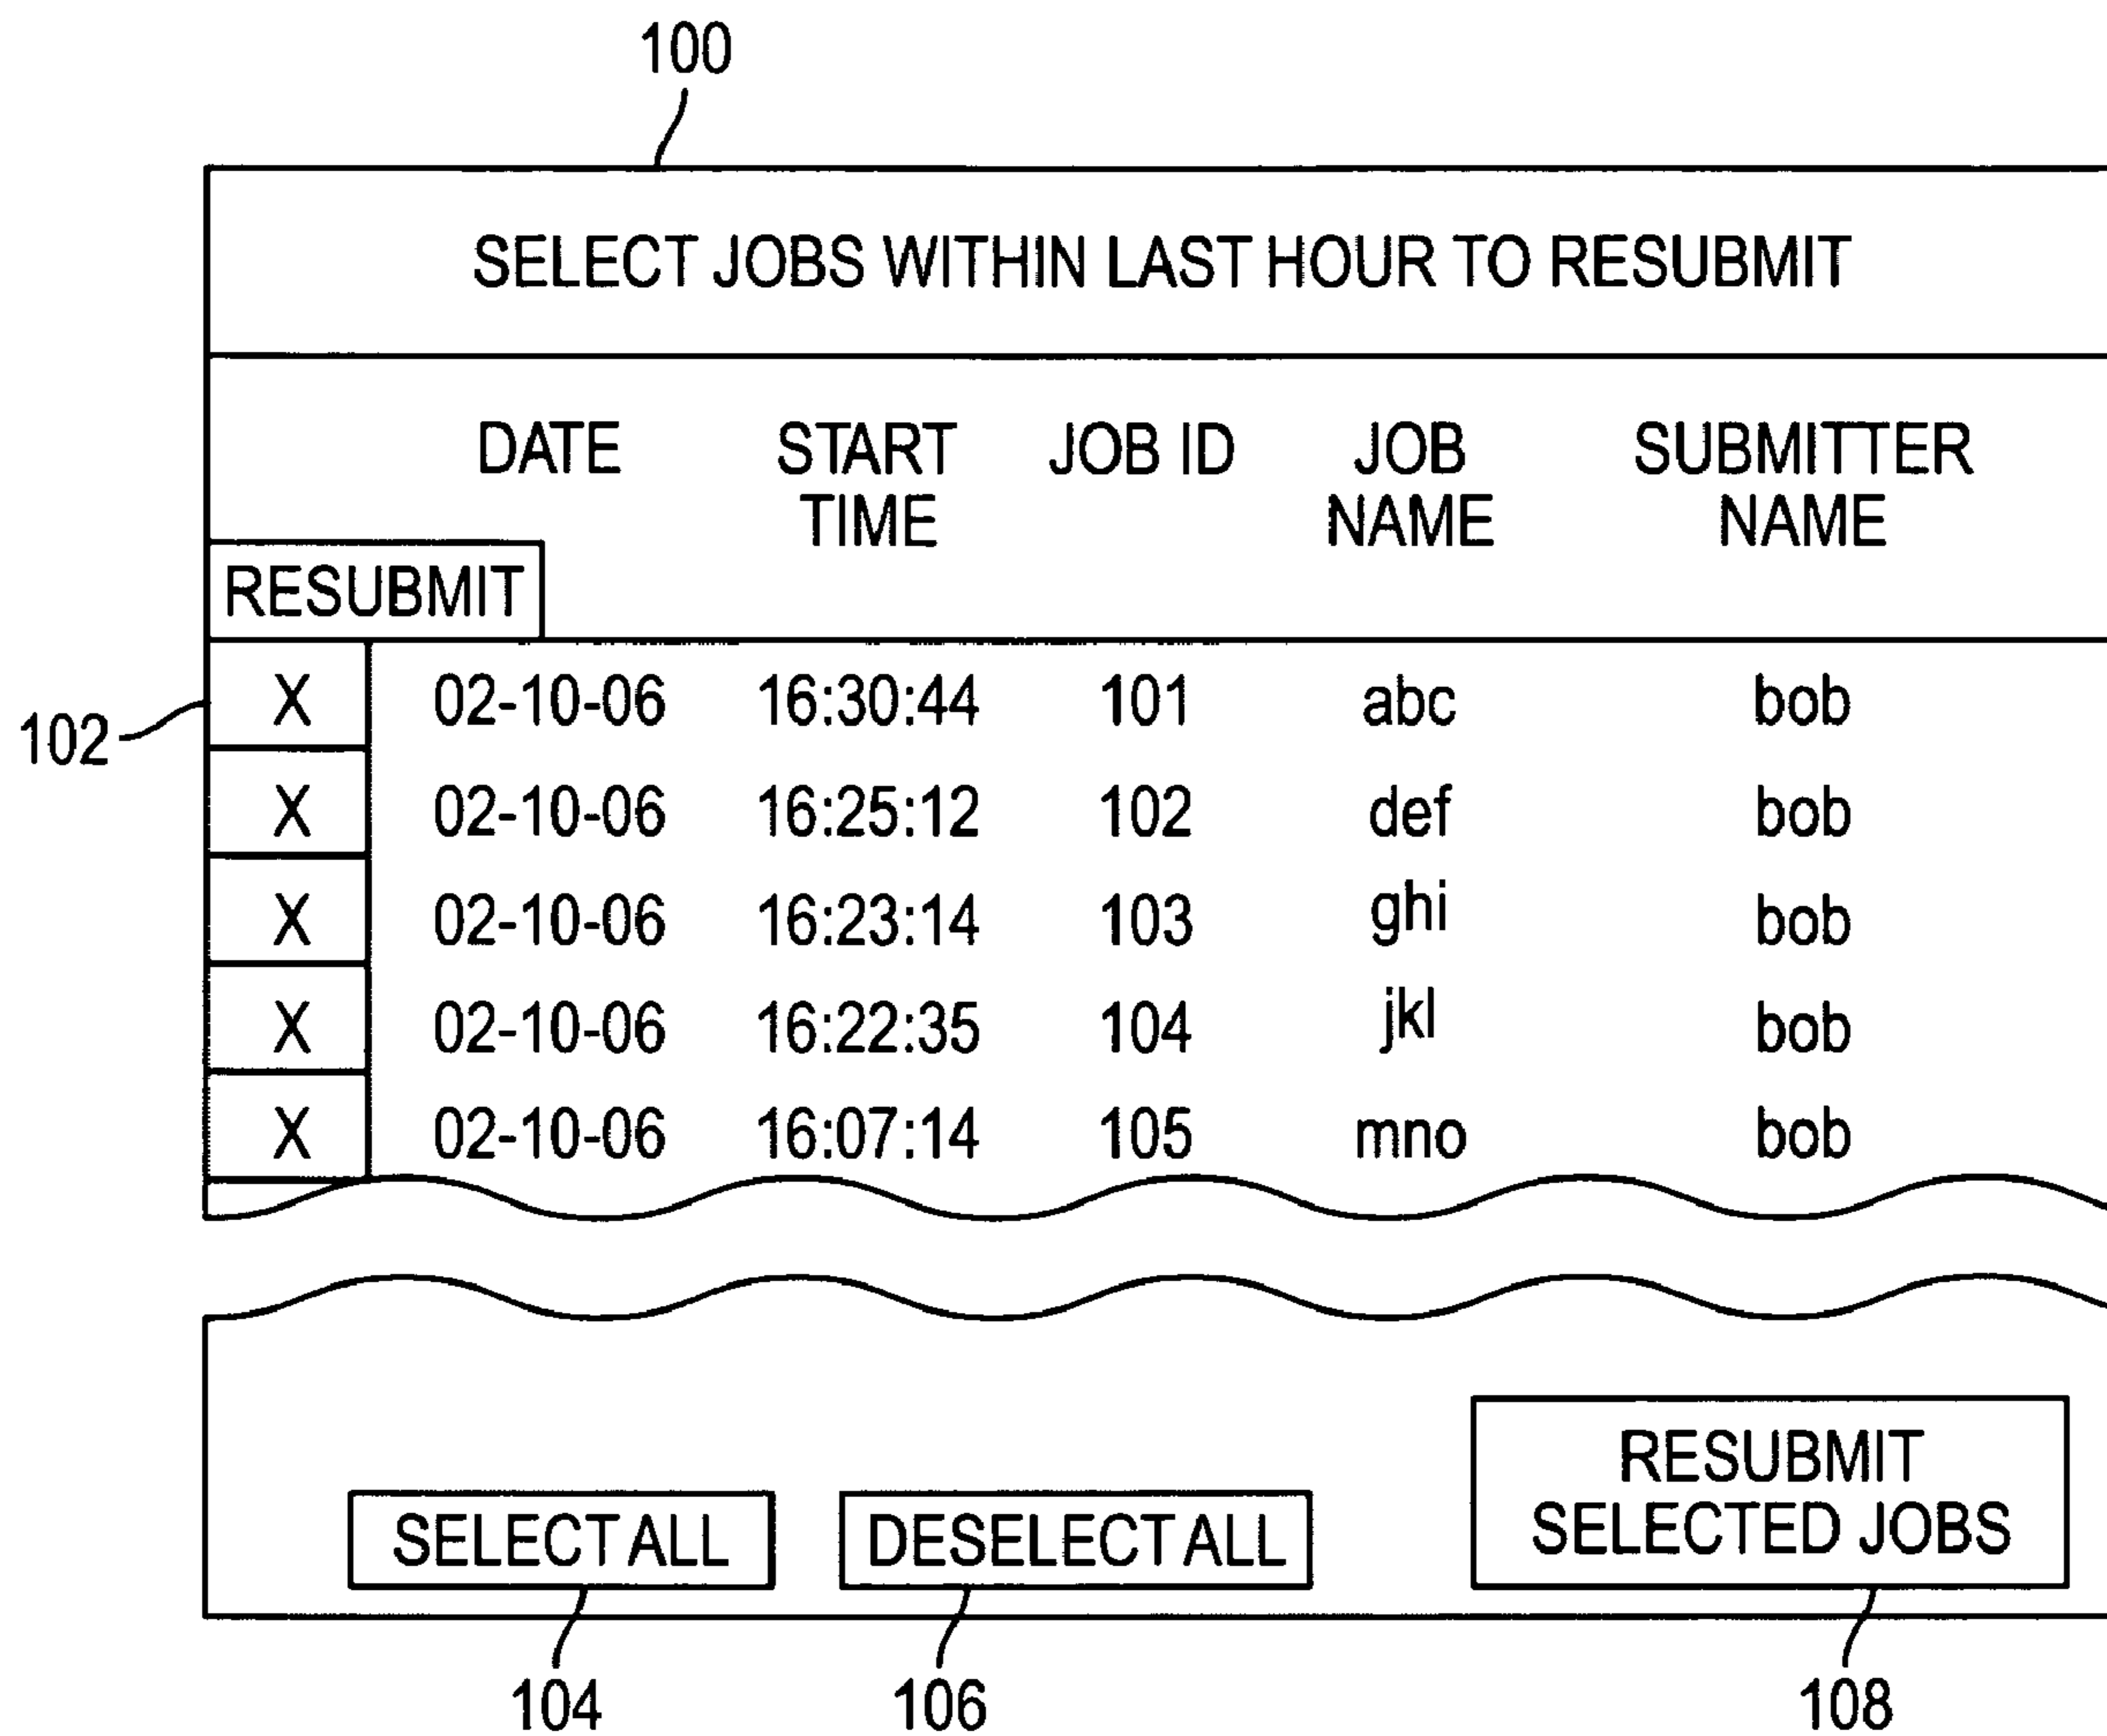 100
SELECT JOBS WITHIN LAST HOUR TO RESUBMIT
DATE START JOB ID JOB SUBMITTER
TIME NAME NAME
RESUBMIT
X 02-10-06 16:30:44 101 abc bob
102
X 02-10-06 16:25:12 102 def bob
X 02-10-06 16:23:14 103 ghi bob
X 02-10-06 16:22:35 104 jkl bob
X 02-10-06 16:07:14 105 mno bob
RESUBMIT
SELECT ALL DESELECT ALL SELECTED JOBS
104 106 108